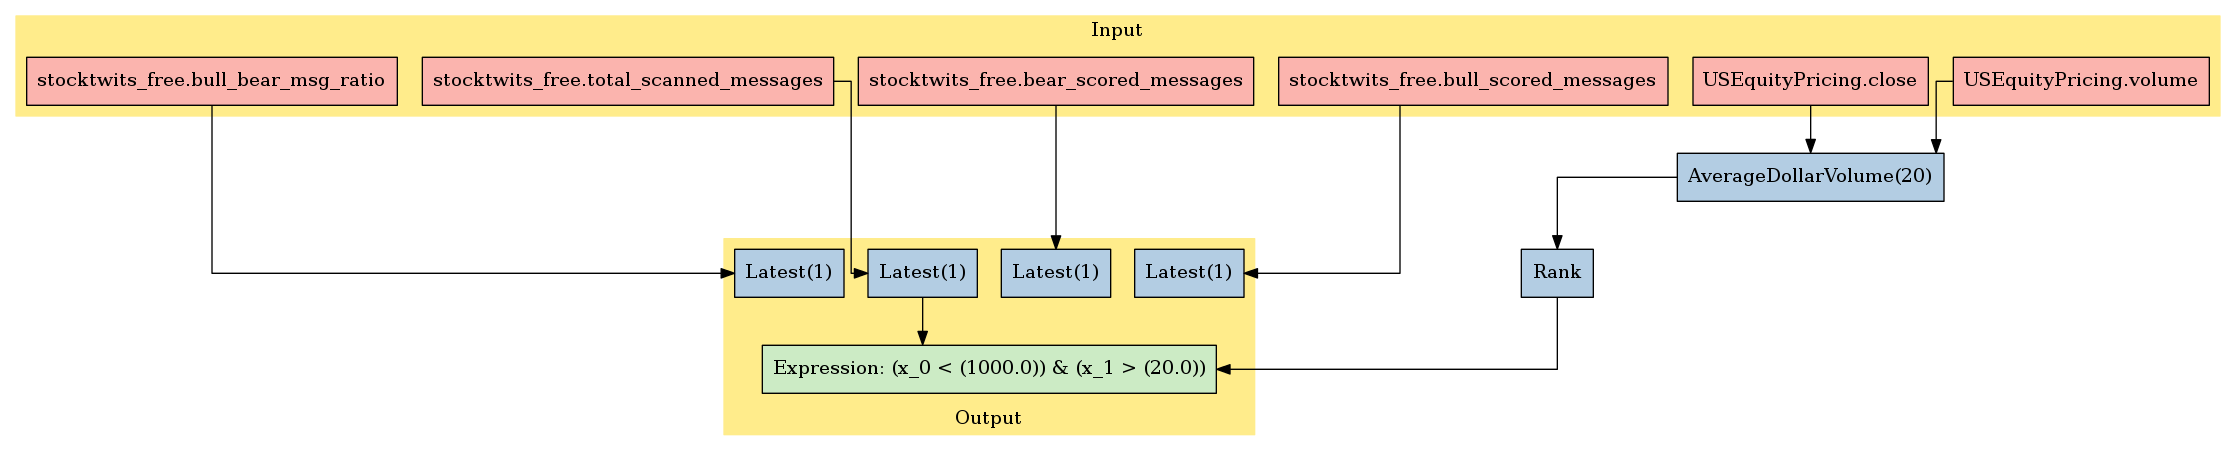 Input
stocktwits_free.bull_bear_msg_ratio
stocktwits_free.total_scanned_messages
stocktwits_free.bear_scored_messages
stocktwits_free.bull_scored_messages
USEquityPricing.close
USEquityPricing.volume
AverageDollarVolume(20)
Latest(1)
Latest(1)
Latest(1)
Latest(1)
Rank
Expression: (x_0 < (1000.0)) & (x_1 > (20.0))
Output